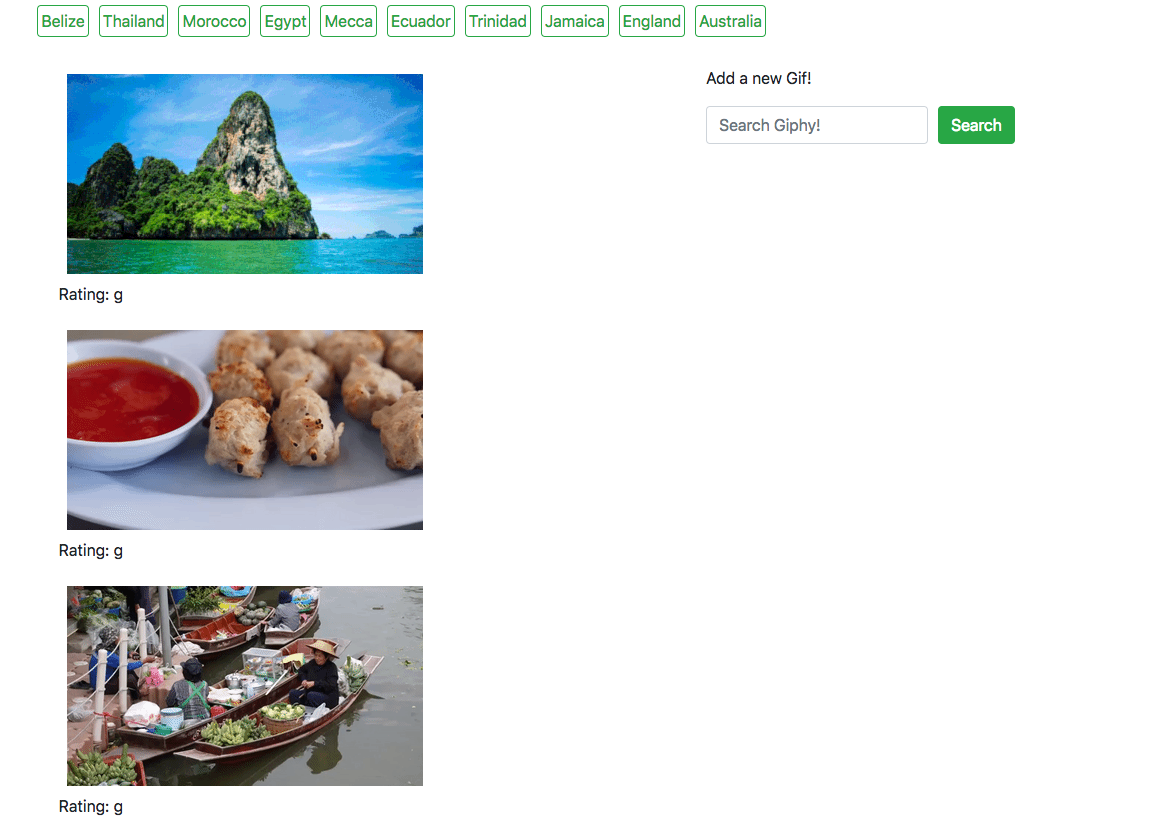 Belize Thailand Morocco Egypt Mecca Ecuador Trinidad Jamaica England Australia
Add a new Gif!
Search Giphy! Search
Rating: g
Rating: g
Rating: g